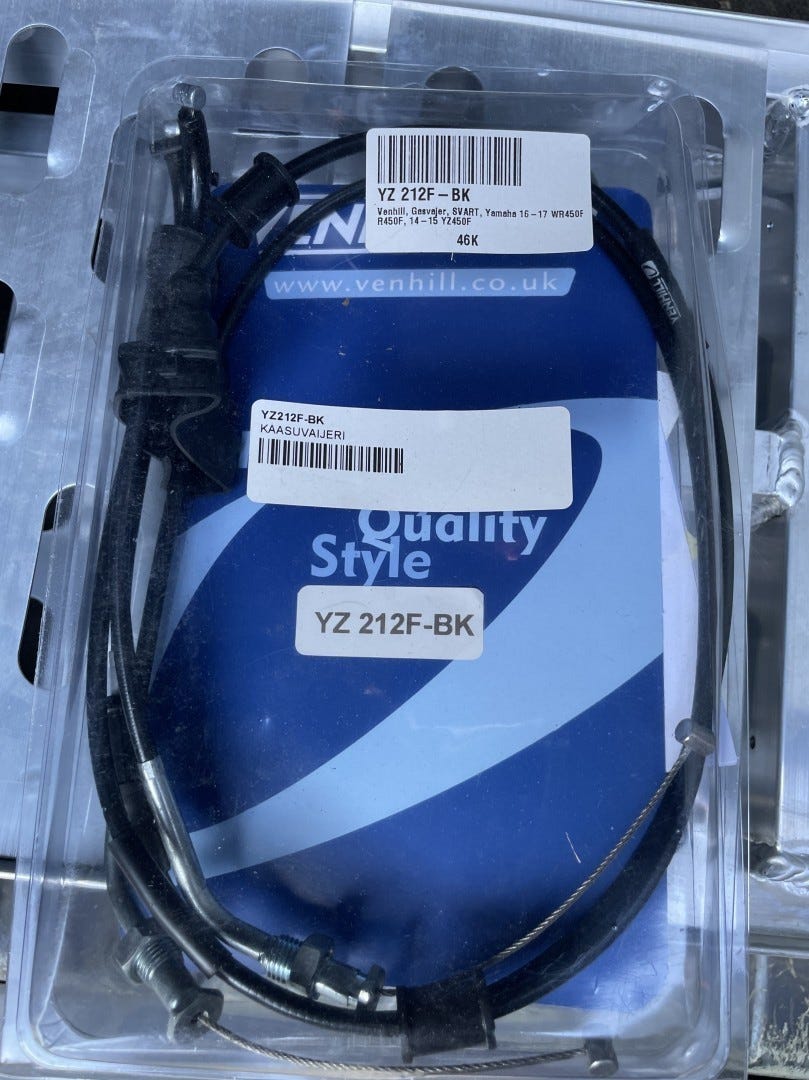 YZ 212F-BK
Venhill, Gasvajer, SVART, Yamaha 16-17 WR450F
R450F, 14-15 YZ450F
46K
www.venhill.co.uk
VENHILL
YZ212F-BK
KAASUVAIJERI
Quality
Style
YZ 212F-BK